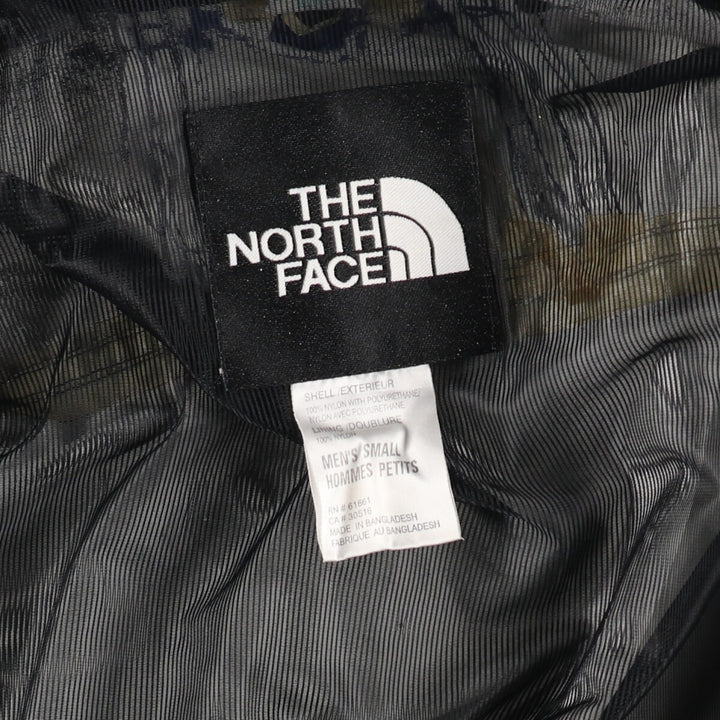 THE
NORTH
FACE
SHELL /EXTERIEUR
100% NYLON WITH POLYURETHANE/
NYLON AVEC POLYURETHANE
LINING /DOUBLURE
100% NYLON
MEN'S/SMALL
HOMMES PETITS
RN # 61661
CA # 30516
MADE IN BANGLADESH
FABRIQUE AU BANGLADESH